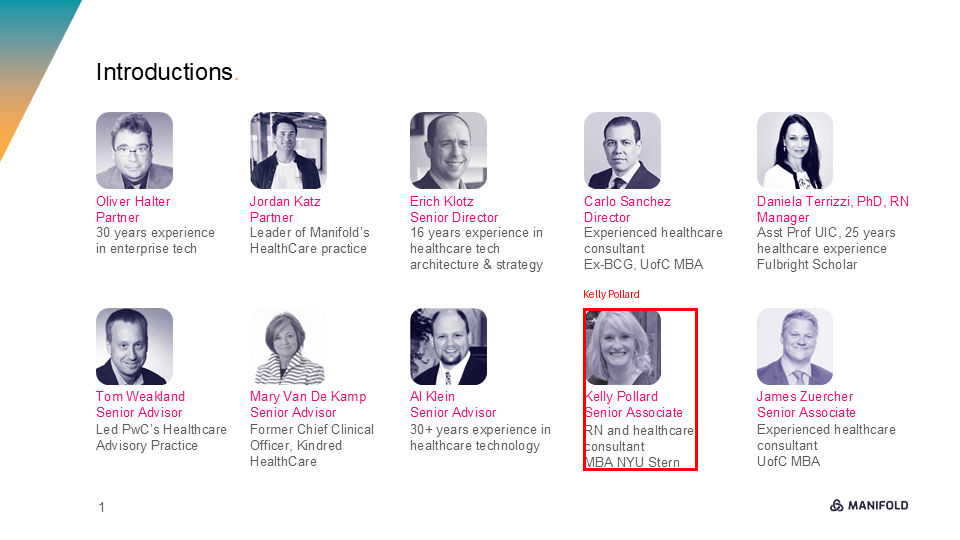 Introductions.
Oliver Halter
Partner
30 years experience
in enterprise tech
Jordan Katz
Partner
Leader of Manifold’s
HealthCare practice
Erich Klotz
Senior Director
16 years experience in
healthcare tech
architecture & strategy
Carlo Sanchez
Director
Experienced healthcare
consultant
Ex-BCG, UofC MBA
Daniela Terrizzi, PhD, RN
Manager
Asst Prof UIC, 25 years
healthcare experience
Fulbright Scholar
Tom Weakland
Senior Advisor
Led PwC’s Healthcare
Advisory Practice
Mary Van De Kamp
Senior Advisor
Former Chief Clinical
Officer, Kindred
HealthCare
Al Klein
Senior Advisor
30+ years experience in
healthcare technology
Kelly Pollard
Kelly Pollard
Senior Associate
RN and healthcare
consultant
MBA NYU Stern
James Zuercher
Senior Associate
Experienced healthcare
consultant
UofC MBA
1
MANIFOLD